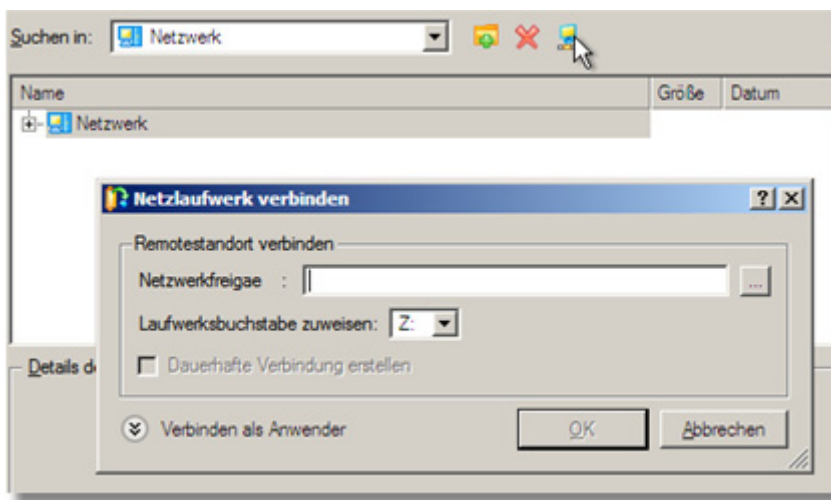 Suchen in: Netzwerk
Name Größe Datum
Netzwerk
Netzlaufwerk verbinden
Remotestandort verbinden
Netzwerkfreigae :
...
Laufwerksbuchstabe zuweisen: Z:
Dauerhafte Verbindung erstellen
Details d
Verbinden als Anwender OK Abbrechen